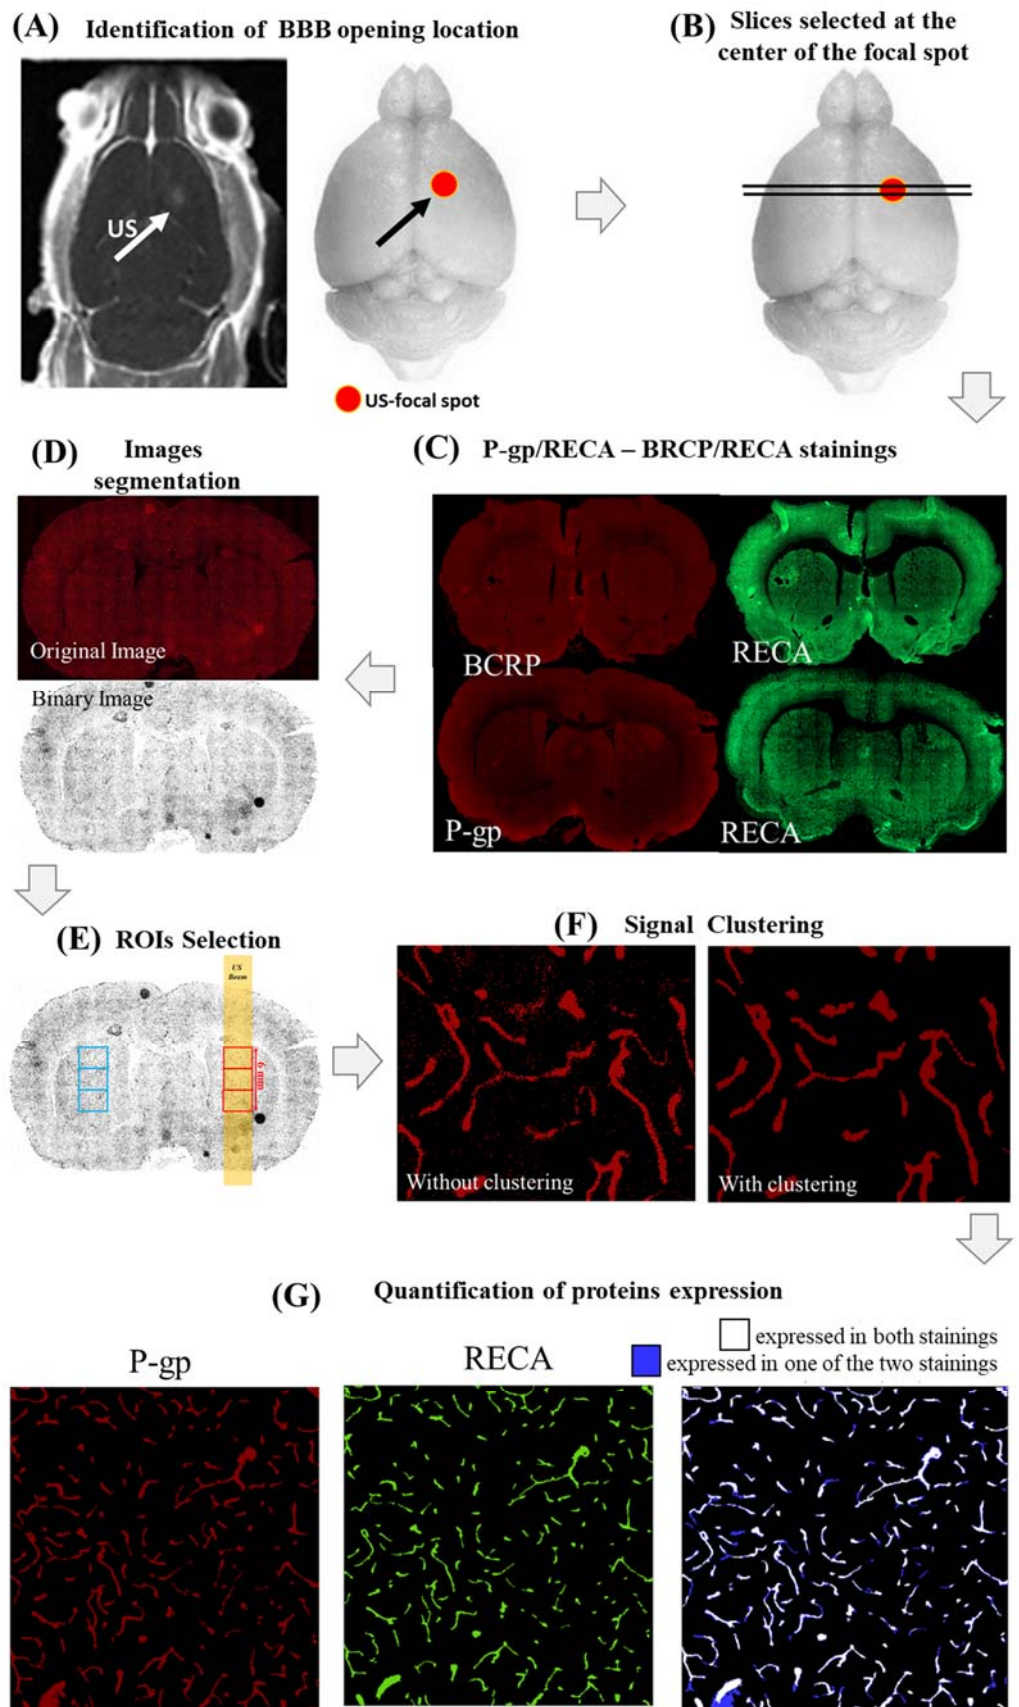 (A) Identification of BBB opening location
US
US-focal spot
(B) Slices selected at the
center of the focal spot
(C) P-gp/RECA – BRCP/RECA stainings
BCRP
RECA
P-gp
RECA
(D) Images
segmentation
Original Image
Binary Image
(E) ROIs Selection
US
Beam
6 mm
(F) Signal Clustering
Without clustering
With clustering
(G) Quantification of proteins expression
expressed in both stainings
expressed in one of the two stainings
P-gp
RECA